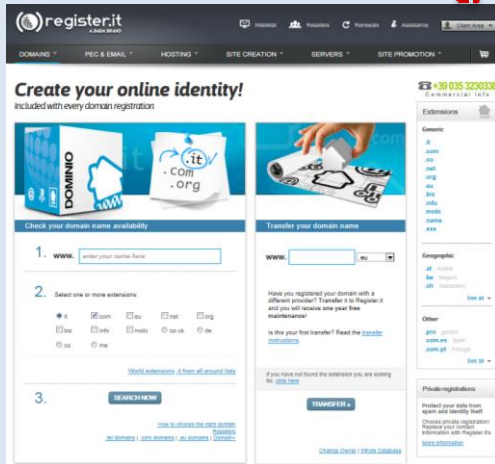 register.it
A DADA BRAND
WebMail
Resellers
Renewals
Assistance
Client Area
DOMAINS
PEC & EMAIL
HOSTING
SITE CREATION
SERVERS
SITE PROMOTION
Create your online identity!
Included with every domain registration
DOMINIO
.it
.com
.org
Check your domain name availability
1. www. enter your name here
2. Select one or more extensions:
it .com .eu .net .org
.biz .info .mobi .co.uk .de
.co .me
World extensions, it from all around Italy
3. SEARCH NOW
How to choose the right domain
Resellers
.tel domains | .com domains | .eu domains | Domain+
Transfer your domain name
www. .eu
Have you registered your domain with a
different provider? Transfer it to Register.it
and you will receive one year free
maintenance!
Is this your first transfer? Read the transfer
instructions.
If you have not found the extension you are looking
for, click here
TRANSFER »
Change Owner | Whois Database
+39 035 3230338
Commercial info
Extensions
Generic
.it
.com
.co
.net
.org
.eu
.biz
.info
.mobi
.name
.xxx
Geographic
.at Austria
.be Belgium
.ch Switzerland
See all
Other
.pro generic
.com.es Spain
.com.pt Portugal
See all
Private registrations
Protect your data from
spam and identity theft
Choose private registration:
Replace your contact
information with Register.it's
More information